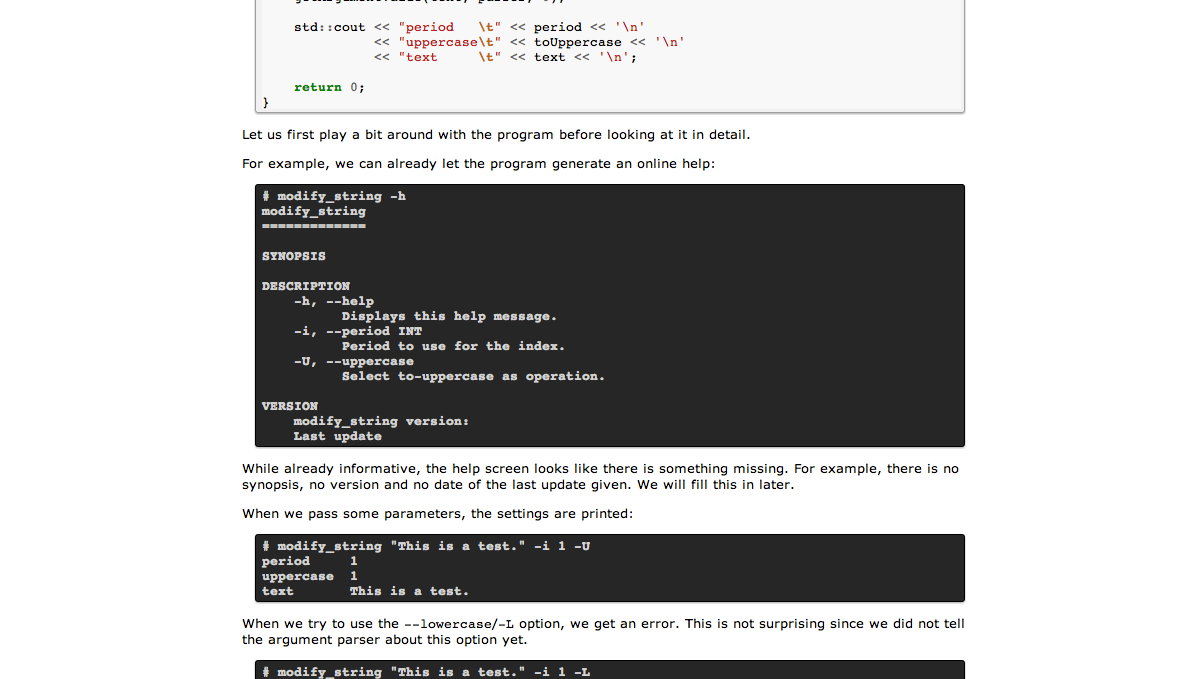 std::cout << "period   \t" << period << '\n'
          << "uppercase\t" << toUppercase << '\n'
          << "text     \t" << text << '\n';
return 0;
}
Let us first play a bit around with the program before looking at it in detail.
For example, we can already let the program generate an online help:
# modify_string -h
modify_string
=============
SYNOPSIS
DESCRIPTION
    -h, --help
          Displays this help message.
    -i, --period INT
          Period to use for the index.
    -U, --uppercase
          Select to-uppercase as operation.
VERSION
    modify_string version:
    Last update
While already informative, the help screen looks like there is something missing. For example, there is no
synopsis, no version and no date of the last update given. We will fill this in later.
When we pass some parameters, the settings are printed:
# modify_string "This is a test." -i 1 -U
period     1
uppercase  1
text       This is a test.
When we try to use the --lowercase/-L option, we get an error. This is not surprising since we did not tell
the argument parser about this option yet.
# modify_string "This is a test." -i 1 -L